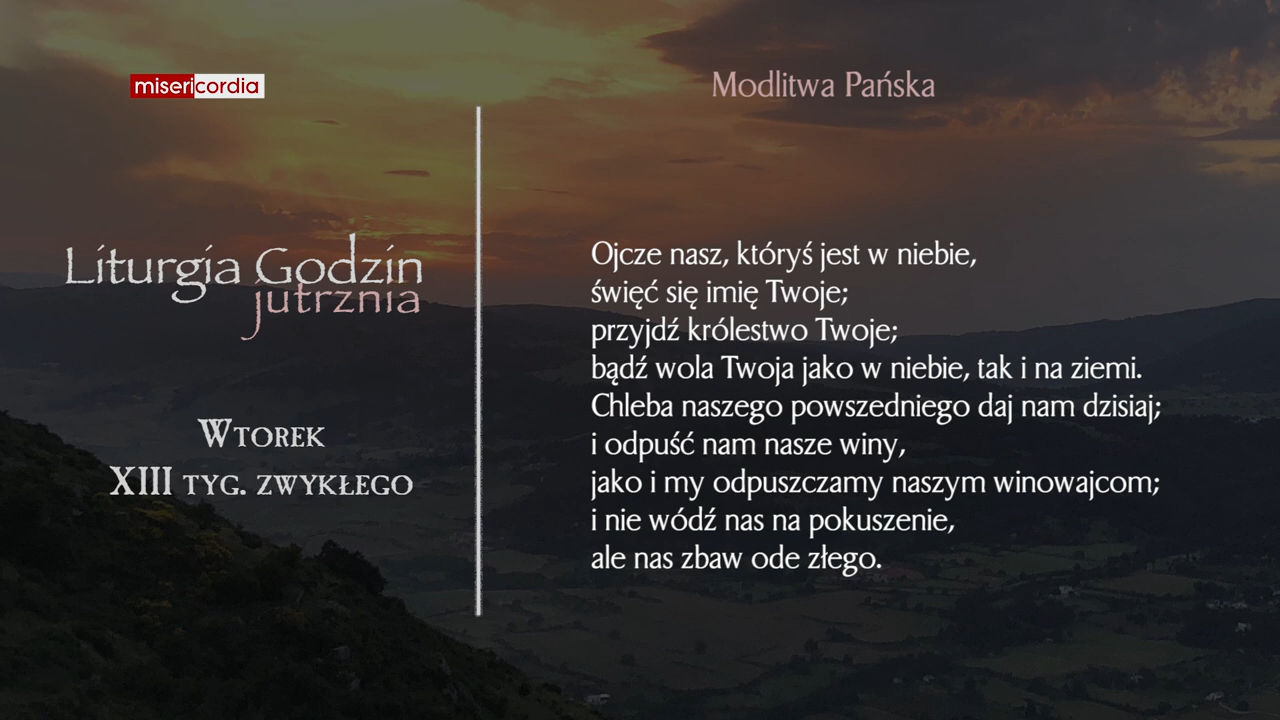 misericordia
Liturgia Godzin
jutrznia
Wtorek
XIII tyg. zwykłego
Modlitwa Pańska
Ojcze nasz, któryś jest w niebie,
święć się imię Twoje;
przyjdź królestwo Twoje;
bądź wola Twoja jako w niebie, tak i na ziemi.
Chleba naszego powszedniego daj nam dzisiaj;
i odpuść nam nasze winy,
jako i my odpuszczamy naszym winowajcom;
i nie wódź nas na pokuszenie,
ale nas zbaw ode złego.